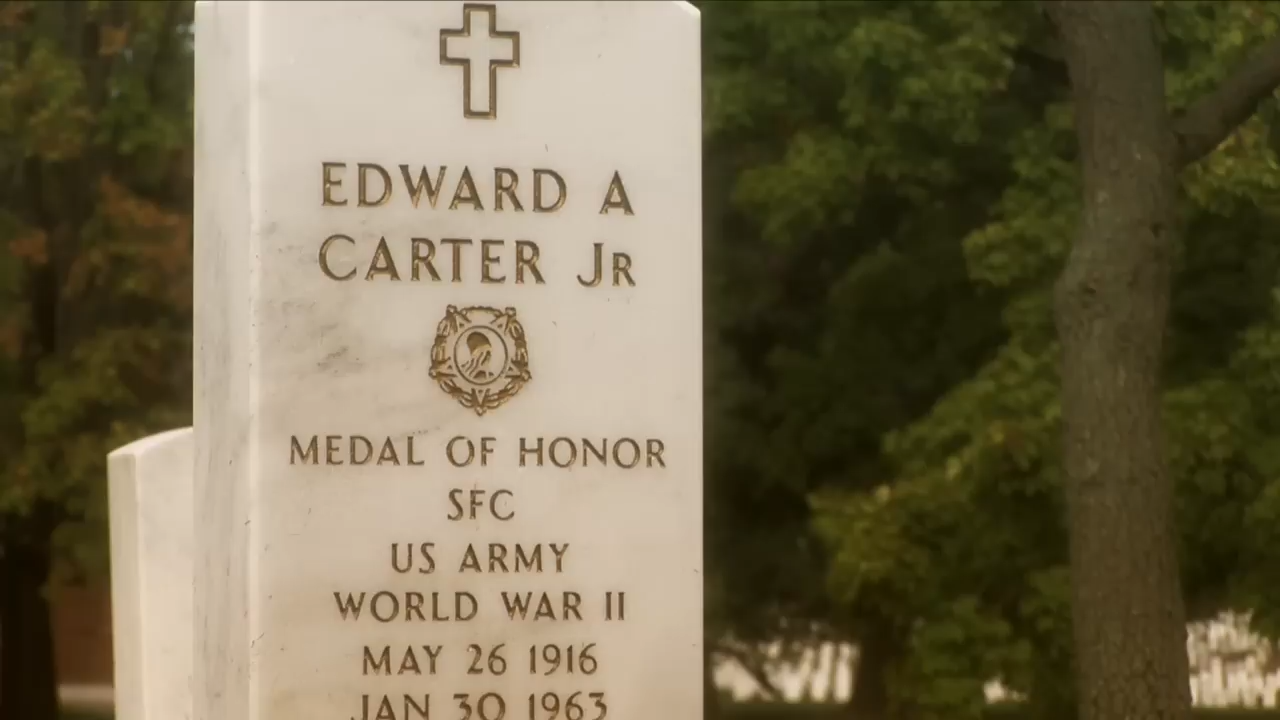 EDWARD A
CARTER JR
MEDAL OF HONOR
SFC
US ARMY
WORLD WAR II
MAY 26 1916
JAN 30 1963